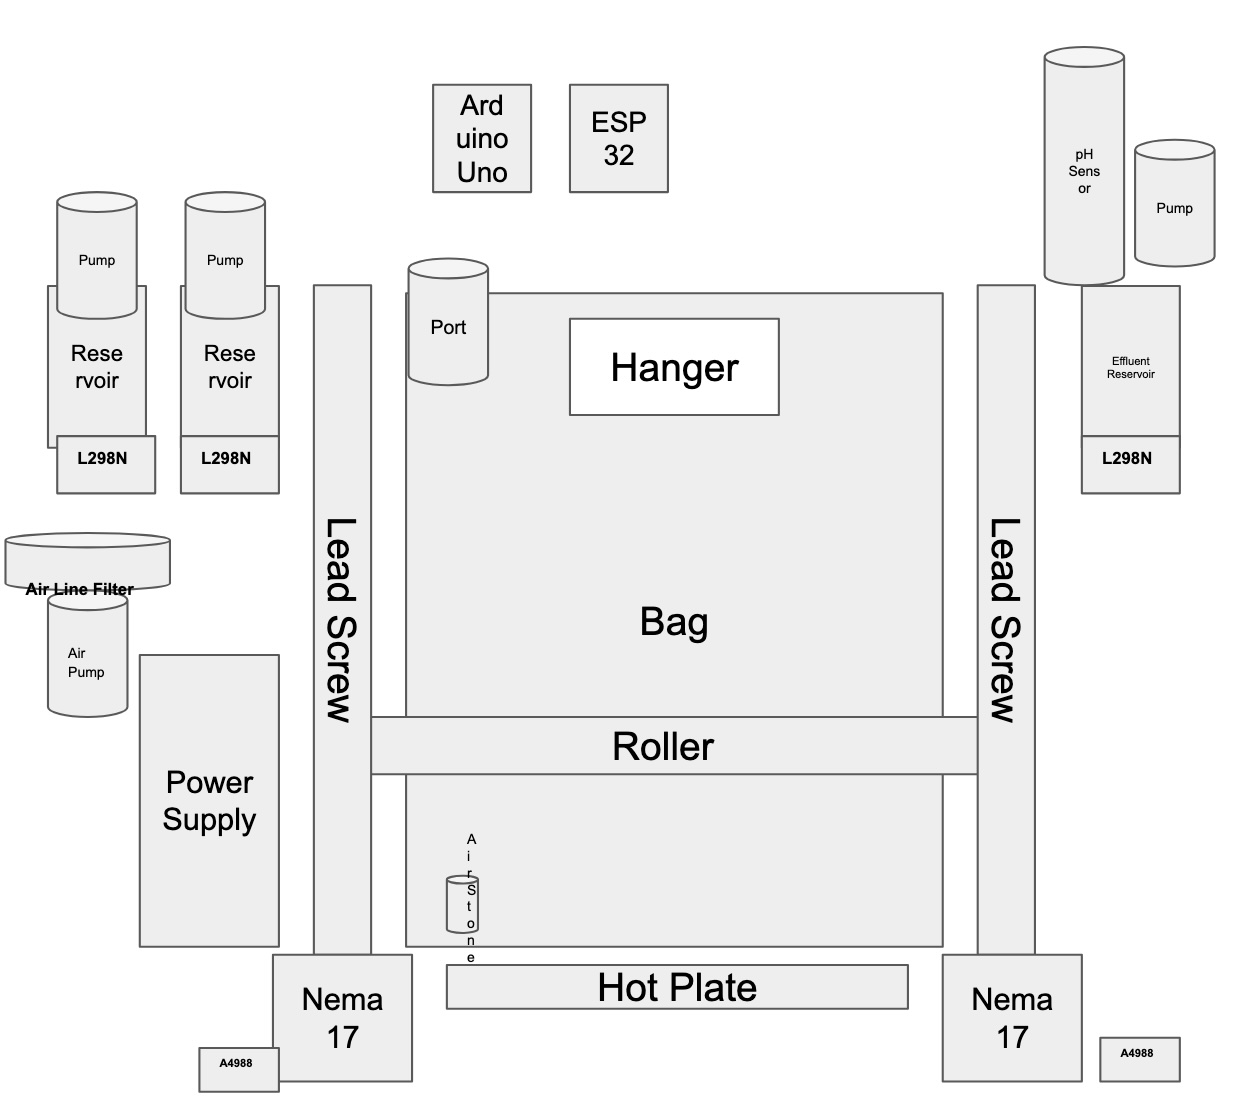 Ard
uino
Uno
ESP
32
pH
Sens
or
Pump
Pump
Pump
Port
Rese
rvoir
Rese
rvoir
Hanger
Effluent
Reservoir
L298N
L298N
L298N
Lead Screw
Lead Screw
Air Line Filter
Air
Pump
Bag
Roller
Power
Supply
A
i
r
S
t
o
n
e
Hot Plate
Nema
17
Nema
17
A4988
A4988